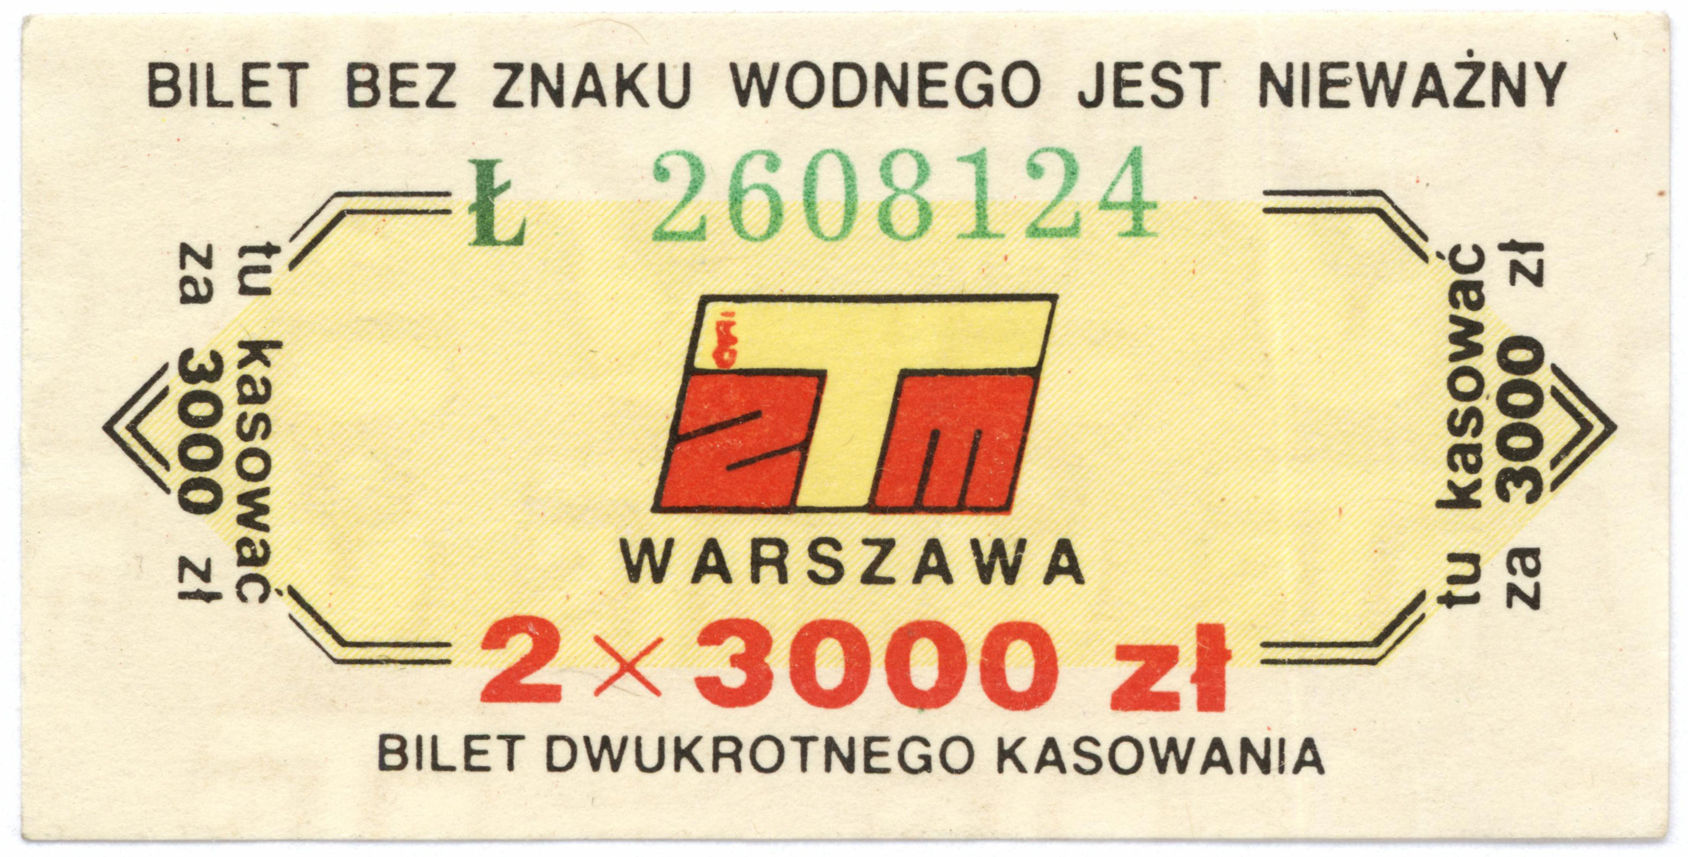 BILET BEZ ZNAKU WODNEGO JEST NIEWAŻNY
Ł 2608124
tu kasować
za 3000 zł
ZTM
WARSZAWA
2 × 3000 zł
tu kasować
za 3000 zł
BILET DWUKROTNEGO KASOWANIA